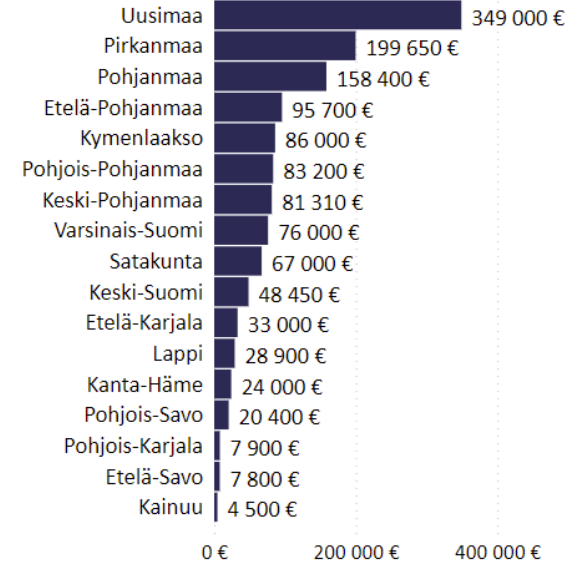 Uusimaa 349 000 €
Pirkanmaa 199 650 €
Pohjanmaa 158 400 €
Etelä-Pohjanmaa 95 700 €
Kymenlaakso 86 000 €
Pohjois-Pohjanmaa 83 200 €
Keski-Pohjanmaa 81 310 €
Varsinais-Suomi 76 000 €
Satakunta 67 000 €
Keski-Suomi 48 450 €
Etelä-Karjala 33 000 €
Lappi 28 900 €
Kanta-Häme 24 000 €
Pohjois-Savo 20 400 €
Pohjois-Karjala 7 900 €
Etelä-Savo 7 800 €
Kainuu 4 500 €
0 € 200 000 € 400 000 €